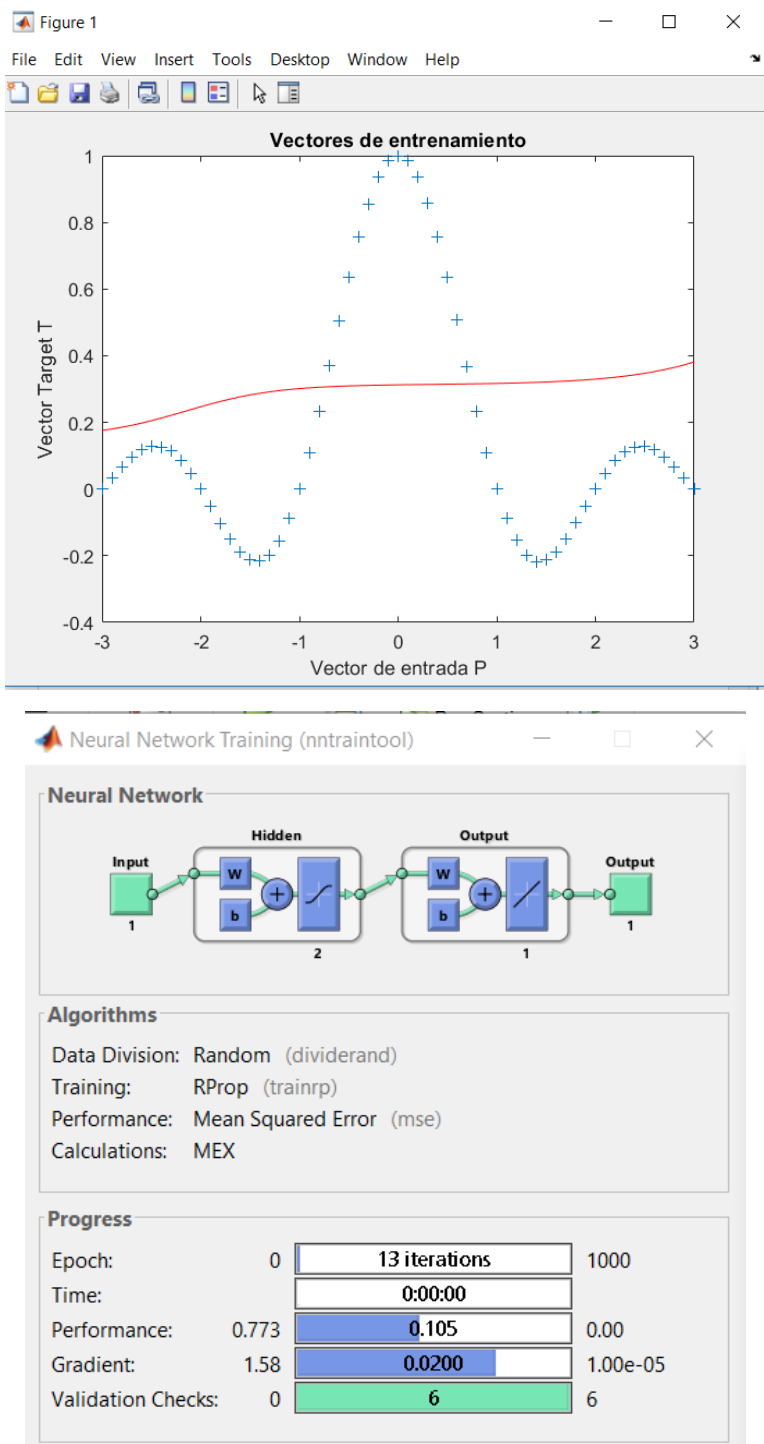 Figure 1
File Edit View Insert Tools Desktop Window Help
Vectores de entrenamiento
1
0.8
0.6
0.4
0.2
0
-0.2
-0.4
Vector Target T
-3 -2 -1 0 1 2 3
Vector de entrada P
Neural Network Training (nntraintool)
Neural Network
Hidden Output
Input Output
W W
b b
1 1
2 1
Algorithms
Data Division: Random (dividerand)
Training: RProp (trainrp)
Performance: Mean Squared Error (mse)
Calculations: MEX
Progress
Epoch: 0 13 iterations 1000
Time: 0:00:00
Performance: 0.773 0.105 0.00
Gradient: 1.58 0.0200 1.00e-05
Validation Checks: 0 6 6